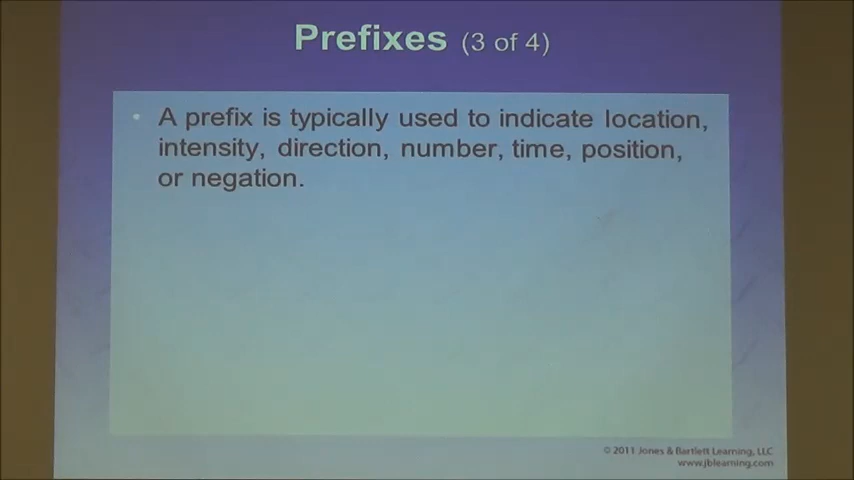 Prefixes (3 of 4)
• A prefix is typically used to indicate location,
intensity, direction, number, time, position,
or negation.
© 2011 Jones & Bartlett Learning, LLC
www.jblearning.com